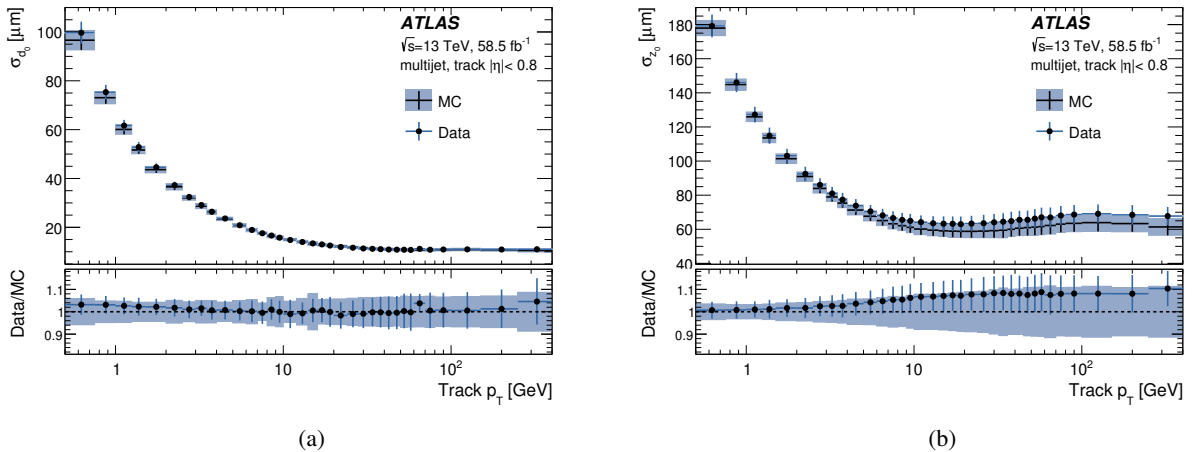 σd₀ [μm]
100
80
60
40
20
ATLAS
√s=13 TeV, 58.5 fb⁻¹
multijet, track |η|< 0.8
MC
Data
Data/MC
1.1
1
0.9
1
10
10²
Track pT [GeV]
(a)
σz₀ [μm]
180
160
140
120
100
80
60
40
ATLAS
√s=13 TeV, 58.5 fb⁻¹
multijet, track |η|< 0.8
MC
Data
Data/MC
1.1
1
0.9
1
10
10²
Track pT [GeV]
(b)